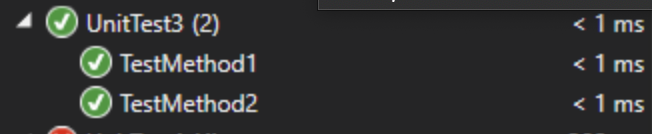 UnitTest3 (2) < 1 ms
TestMethod1 < 1 ms
TestMethod2 < 1 ms